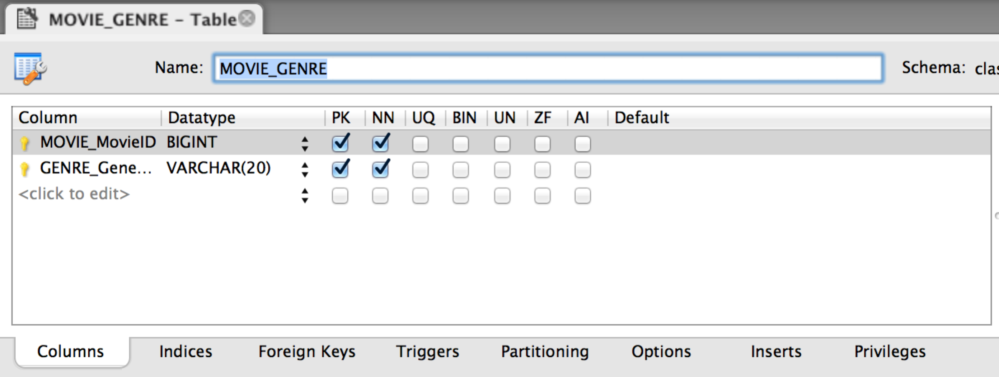 MOVIE_GENRE - Table
Name: MOVIE_GENRE Schema: clas
Column Datatype PK NN UQ BIN UN ZF AI Default
MOVIE_MovieID BIGINT
GENRE_Gene... VARCHAR(20)
<click to edit>
Columns Indices Foreign Keys Triggers Partitioning Options Inserts Privileges